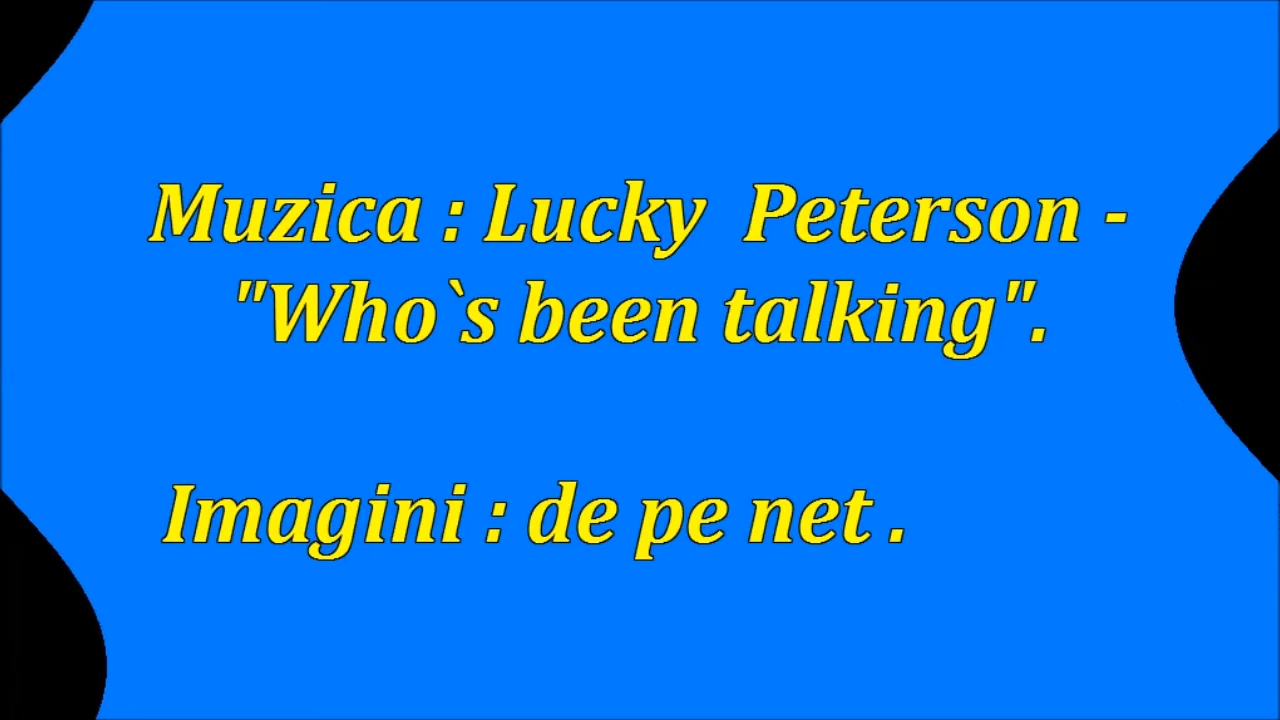 Muzica : Lucky  Peterson -
"Who`s been talking".
Imagini : de pe net .